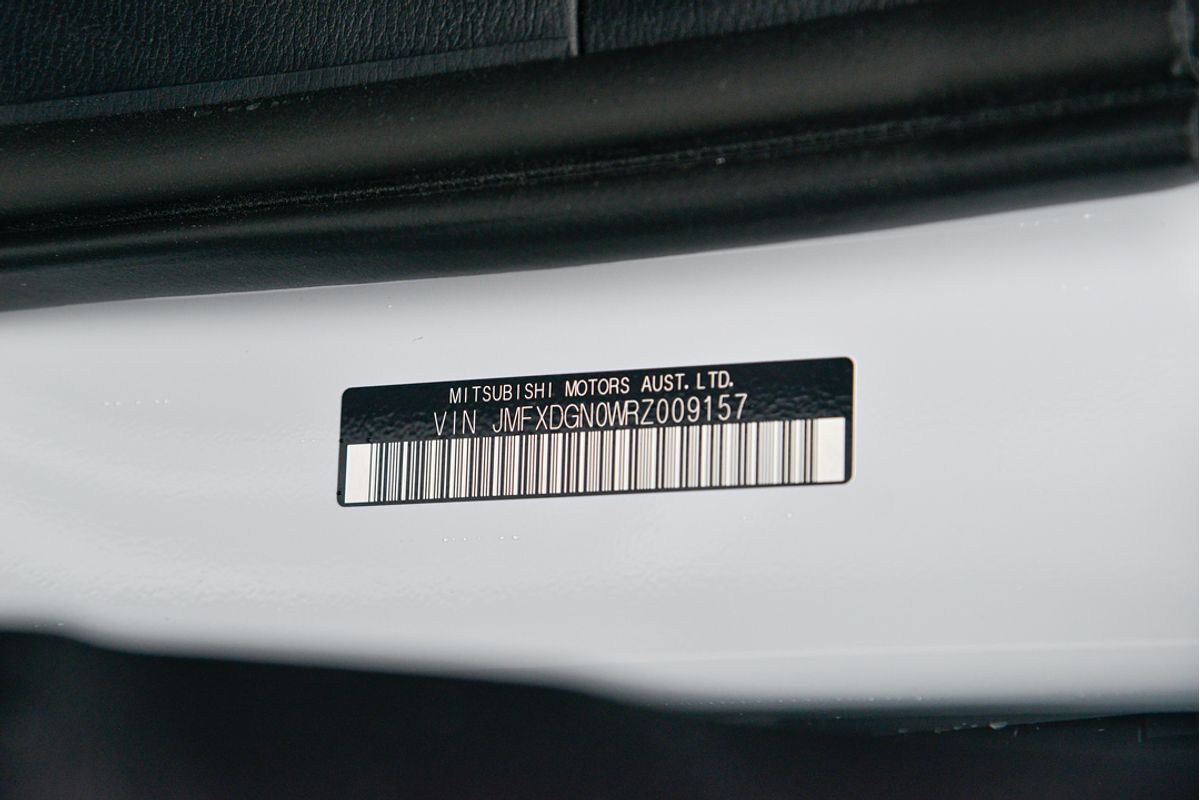 MITSUBISHI MOTORS AUST. LTD.
VIN JMFXDGN0WRZ009157